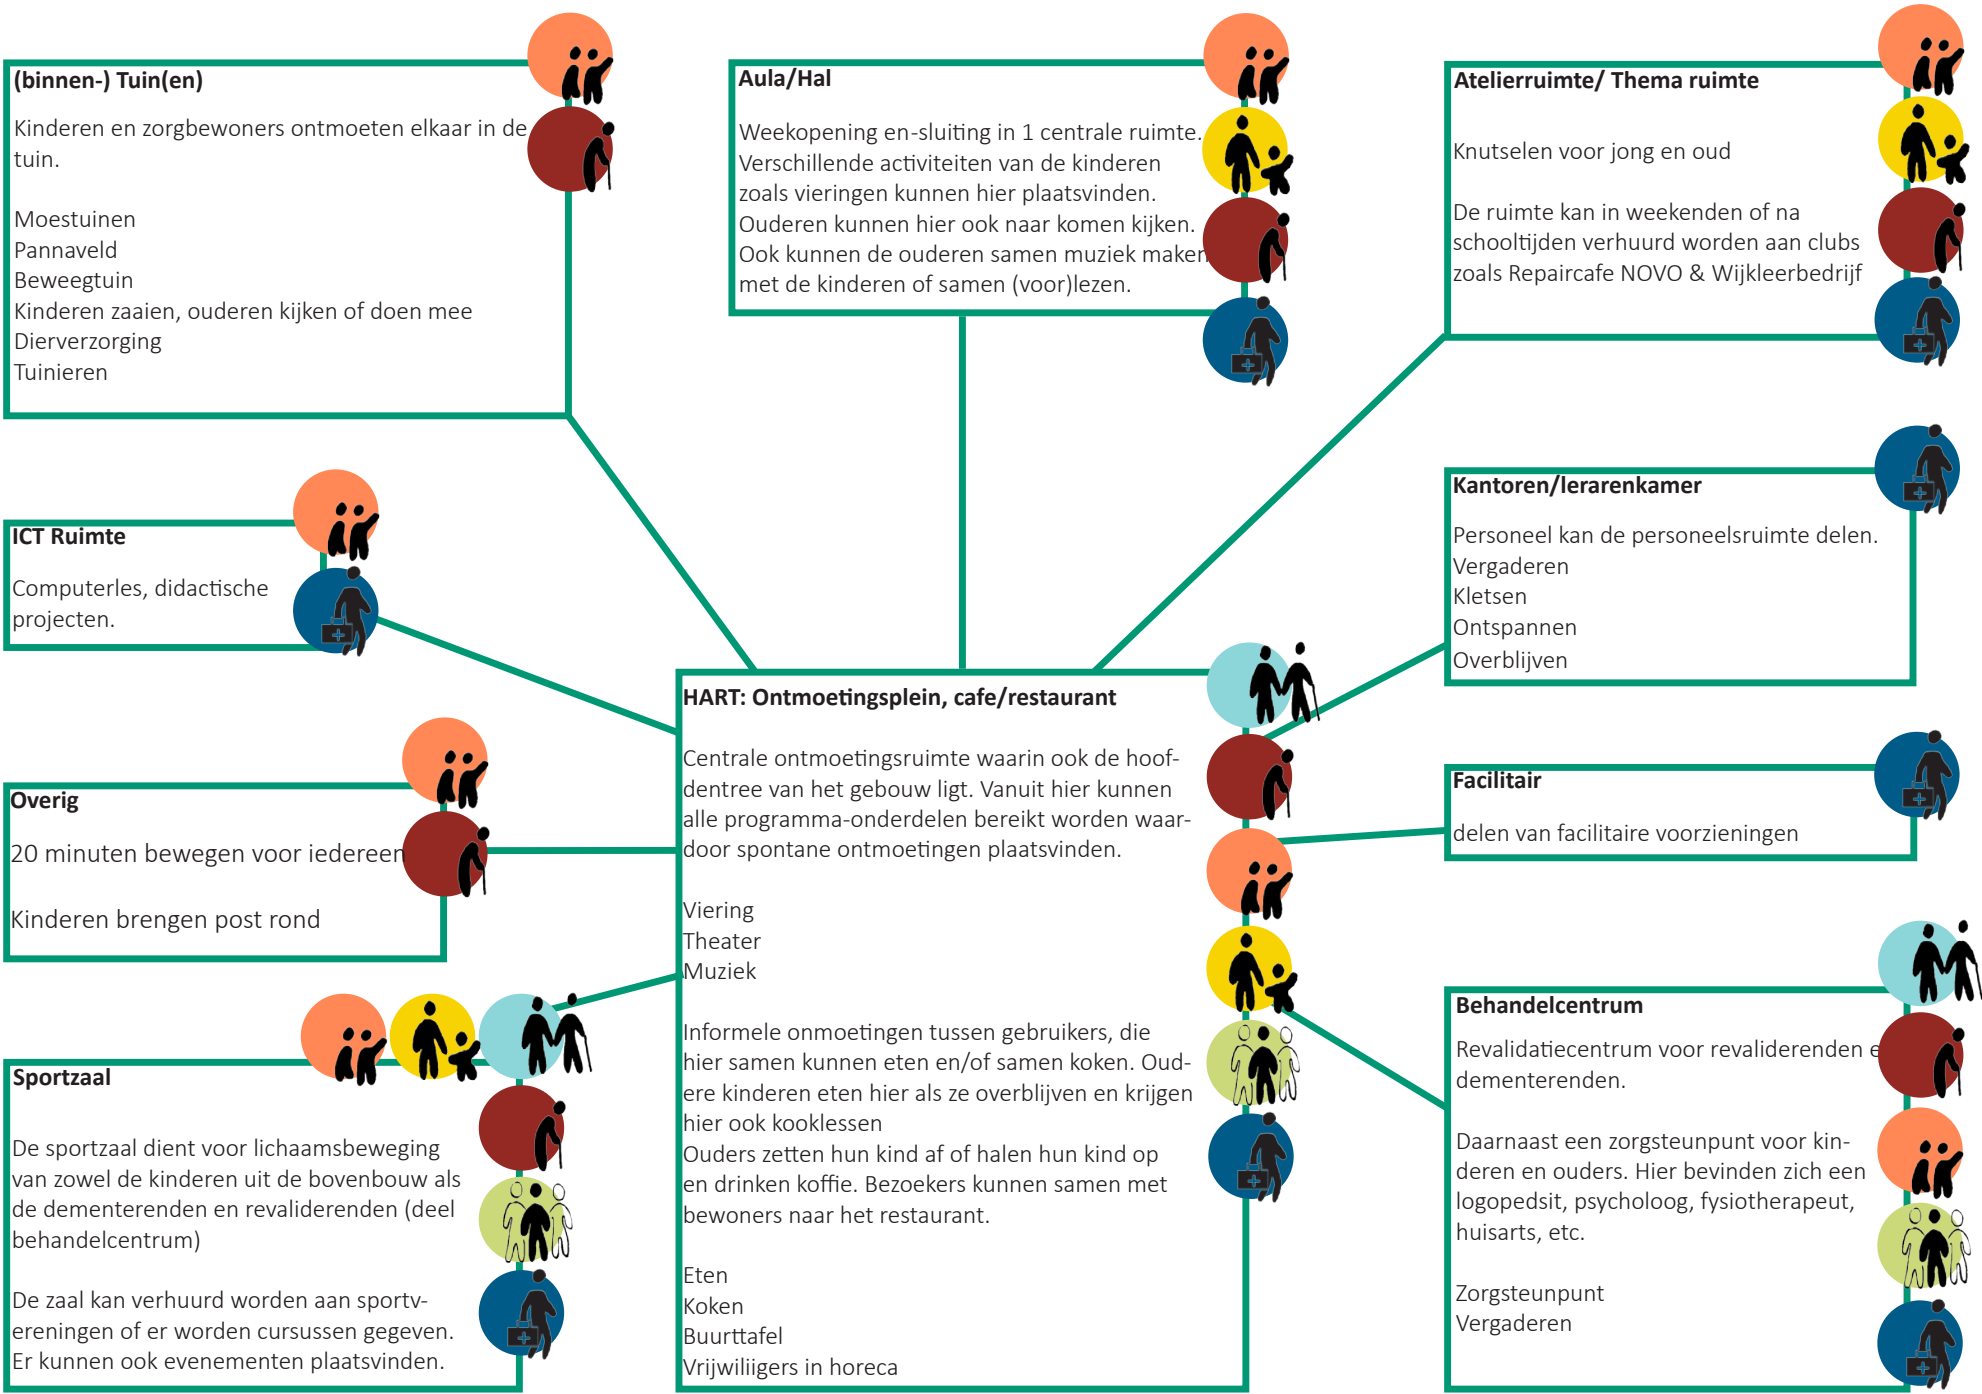 (binnen-) Tuin(en)
Kinderen en zorgbewoners ontmoeten elkaar in de
tuin.
Moestuinen
Pannaveld
Beweegtuin
Kinderen zaaien, ouderen kijken of doen mee
Dierverzorging
Tuinieren
Aula/Hal
Weekopening en-sluiting in 1 centrale ruimte.
Verschillende activiteiten van de kinderen
zoals vieringen kunnen hier plaatsvinden.
Ouderen kunnen hier ook naar komen kijken.
Ook kunnen de ouderen samen muziek maken
met de kinderen of samen (voor)lezen.
Atelierruimte/ Thema ruimte
Knutselen voor jong en oud
De ruimte kan in weekenden of na
schooltijden verhuurd worden aan clubs
zoals Repaircafe NOVO & Wijkleerbedrijf
ICT Ruimte
Computerles, didactische
projecten.
Kantoren/lerarenkamer
Personeel kan de personeelsruimte delen.
Vergaderen
Kletsen
Ontspannen
Overblijven
Overig
20 minuten bewegen voor iedereen
Kinderen brengen post rond
HART: Ontmoetingsplein, cafe/restaurant
Centrale ontmoetingsruimte waarin ook de hoof-
dentree van het gebouw ligt. Vanuit hier kunnen
alle programma-onderdelen bereikt worden waar-
door spontane ontmoetingen plaatsvinden.
Viering
Theater
Muziek
Informele onmoetingen tussen gebruikers, die
hier samen kunnen eten en/of samen koken. Oud-
ere kinderen eten hier als ze overblijven en krijgen
hier ook kooklessen
Ouders zetten hun kind af of halen hun kind op
en drinken koffie. Bezoekers kunnen samen met
bewoners naar het restaurant.
Eten
Koken
Buurttafel
Vrijwiliigers in horeca
Facilitair
delen van facilitaire voorzieningen
Sportzaal
De sportzaal dient voor lichaamsbeweging
van zowel de kinderen uit de bovenbouw als
de dementerenden en revaliderenden (deel
behandelcentrum)
De zaal kan verhuurd worden aan sportv-
ereningen of er worden cursussen gegeven.
Er kunnen ook evenementen plaatsvinden.
Behandelcentrum
Revalidatiecentrum voor revaliderenden
dementerenden.
Daarnaast een zorgsteunpunt voor kin-
deren en ouders. Hier bevinden zich een
logopedsit, psycholoog, fysiotherapeut,
huisarts, etc.
Zorgsteunpunt
Vergaderen